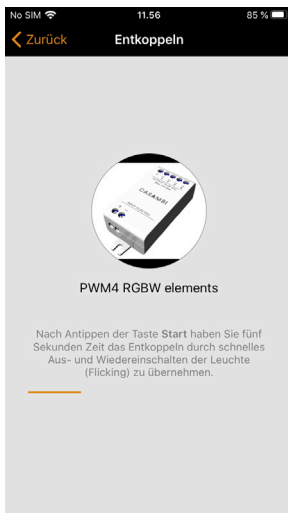 No SIM 11.56 85 %
Zurück Entkoppeln
CASAMBI
PWM4 RGBW elements
Nach Antippen der Taste Start haben Sie fünf
Sekunden Zeit das Entkoppeln durch schnelles
Aus- und Wiedereinschalten der Leuchte
(Flicking) zu übernehmen.